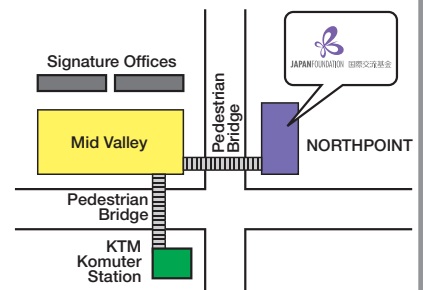 Signature Offices
JAPANFOUNDATION 国際交流基金
Pedestrian
Bridge
Mid Valley
NORTHPOINT
Pedestrian
Bridge
KTM
Komuter
Station